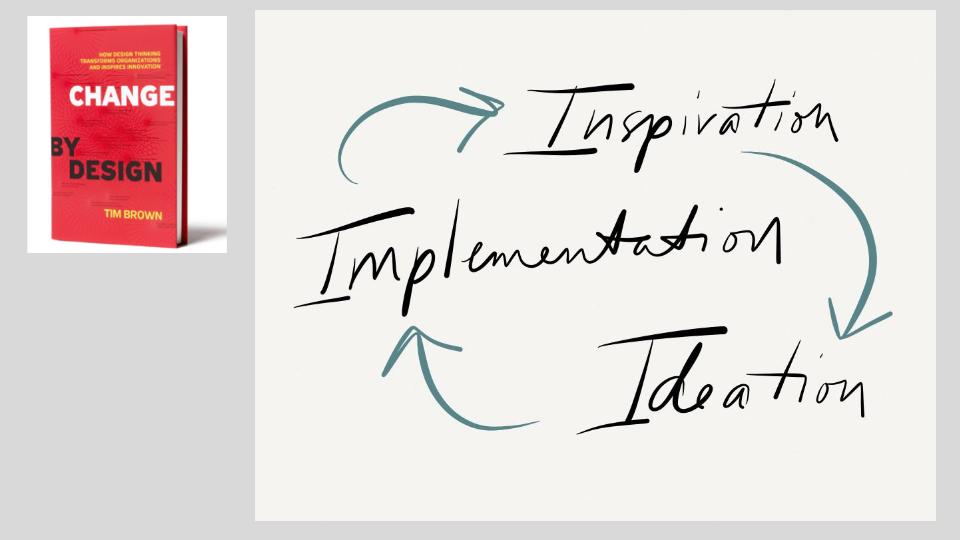 HOW DESIGN THINKING
TRANSFORMS ORGANIZATIONS
AND INSPIRES INNOVATION
CHANGE
BY
DESIGN
TIM BROWN
Inspiration
Implementation
Ideation